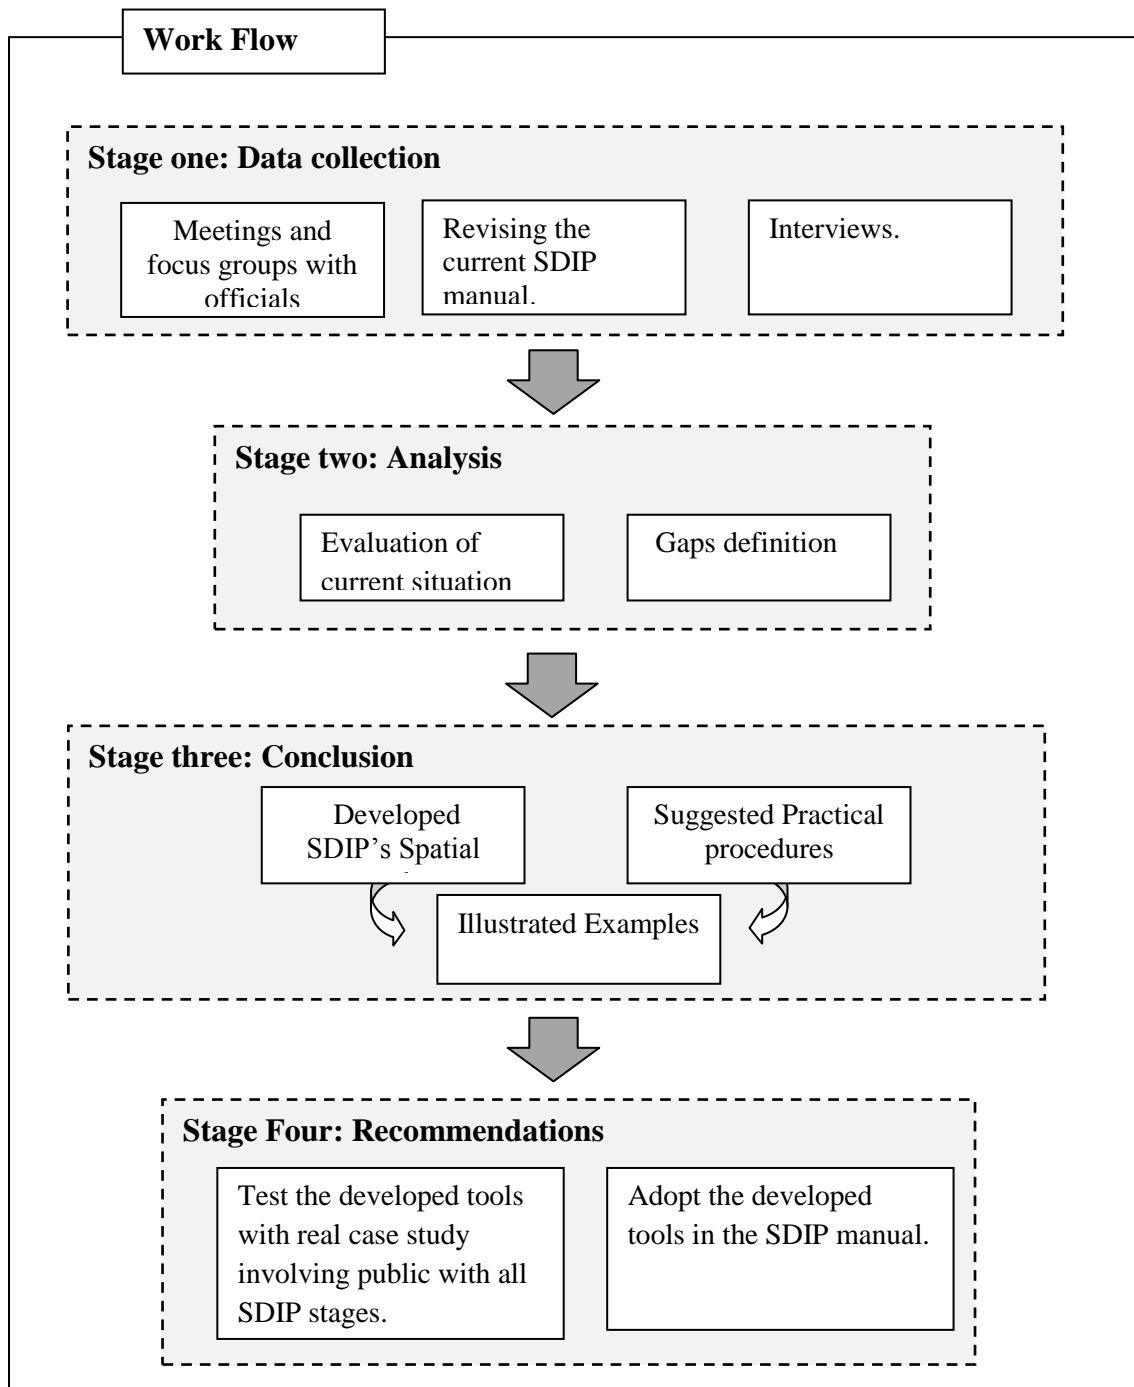 Work Flow
Stage one: Data collection
Meetings and
focus groups with
officials
Revising the
current SDIP
manual.
Interviews.
Stage two: Analysis
Evaluation of
current situation
Gaps definition
Stage three: Conclusion
Developed
SDIP’s Spatial
Suggested Practical
procedures
Illustrated Examples
Stage Four: Recommendations
Test the developed tools
with real case study
involving public with all
SDIP stages.
Adopt the developed
tools in the SDIP manual.